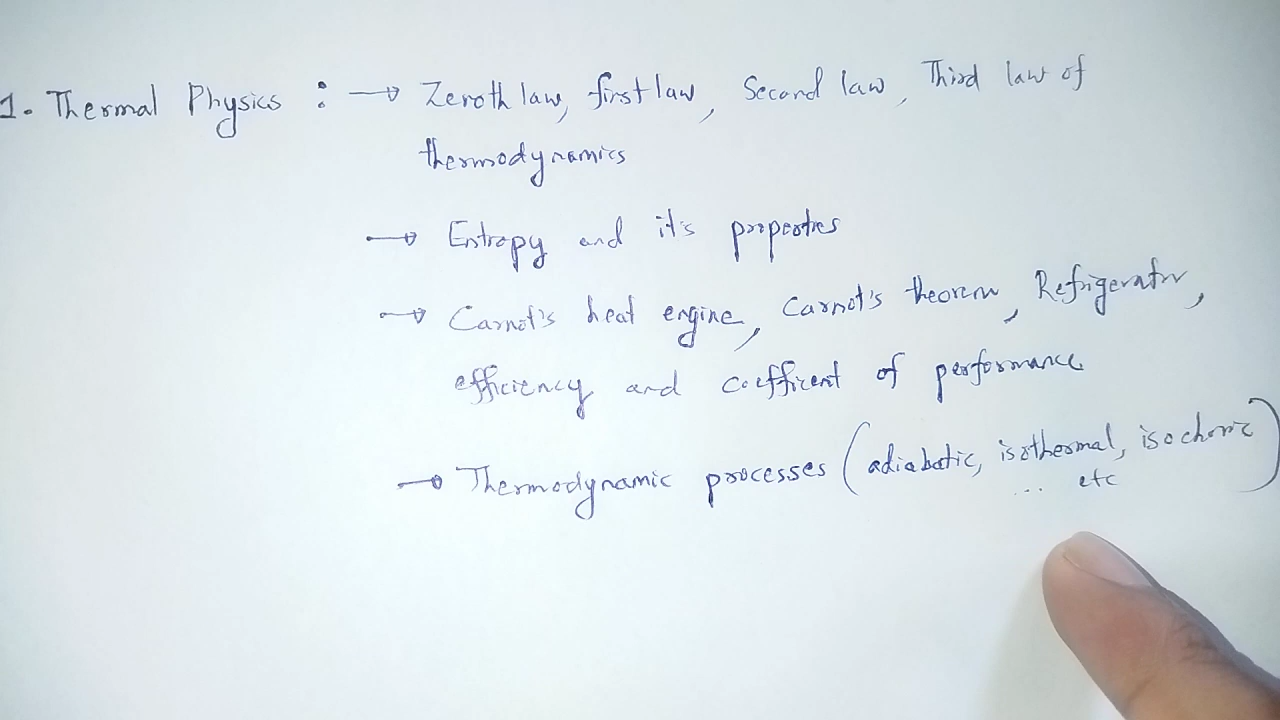 1. Thermal Physics : → Zeroth law, first law, Second law, Third law of
thermodynamics
→ Entropy and it's properties
→ Carnot's heat engine, Carnot's theorem, Refrigerator,
efficiency and coefficent of performance
→ Thermodynamic processes (adiabatic, isothermal, isochoric
... etc)